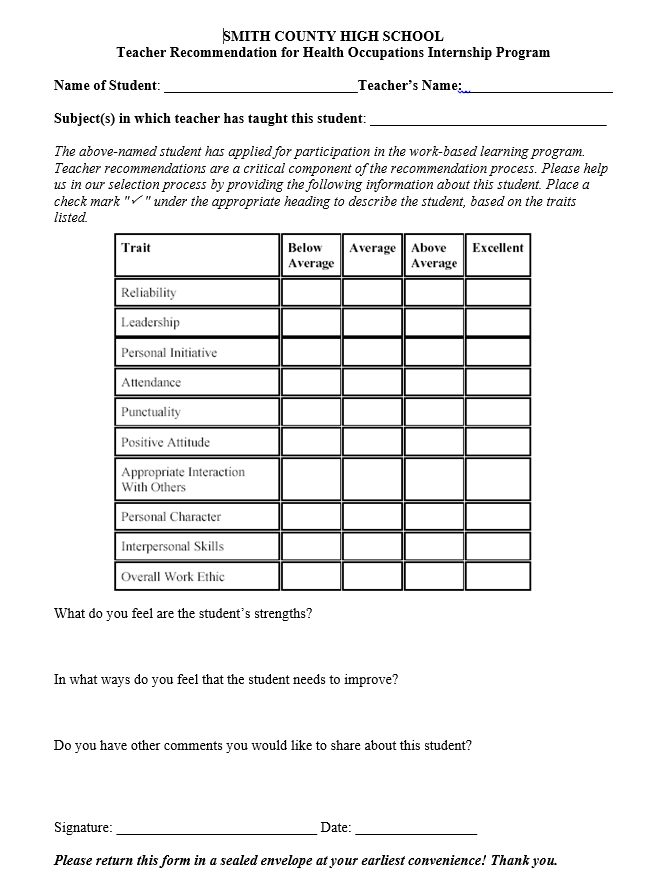 SMITH COUNTY HIGH SCHOOL
Teacher Recommendation for Health Occupations Internship Program
Name of Student: ____________________________Teacher's Name:______________________
Subject(s) in which teacher has taught this student: __________________________________
The above-named student has applied for participation in the work-based learning program.
Teacher recommendations are a critical component of the recommendation process. Please help
us in our selection process by providing the following information about this student. Place a
check mark "✓" under the appropriate heading to describe the student, based on the traits
listed.
Trait Below Average Average Above Average Excellent
Reliability
Leadership
Personal Initiative
Attendance
Punctuality
Positive Attitude
Appropriate Interaction
With Others
Personal Character
Interpersonal Skills
Overall Work Ethic
What do you feel are the student's strengths?
In what ways do you feel that the student needs to improve?
Do you have other comments you would like to share about this student?
Signature: _____________________________ Date: __________________
Please return this form in a sealed envelope at your earliest convenience! Thank you.